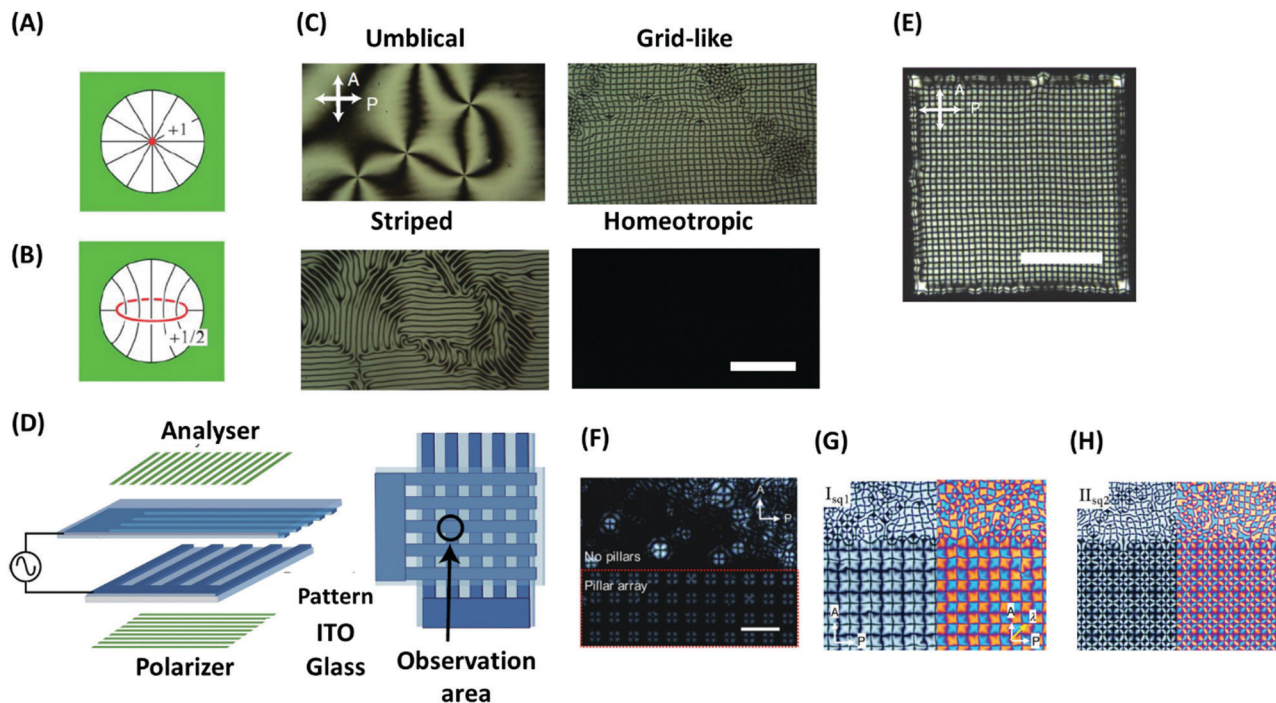 (A)
+1
(B)
+1/2
(C)
Umblical
Grid-like
A
P
Striped
Homeotropic
(D)
Analyser
Polarizer
Pattern
ITO
Glass
Observation
area
(E)
A
P
(F)
A
P
No pillars
Pillar array
(G)
I sq1
A
P
A
λ
P
(H)
II sq2